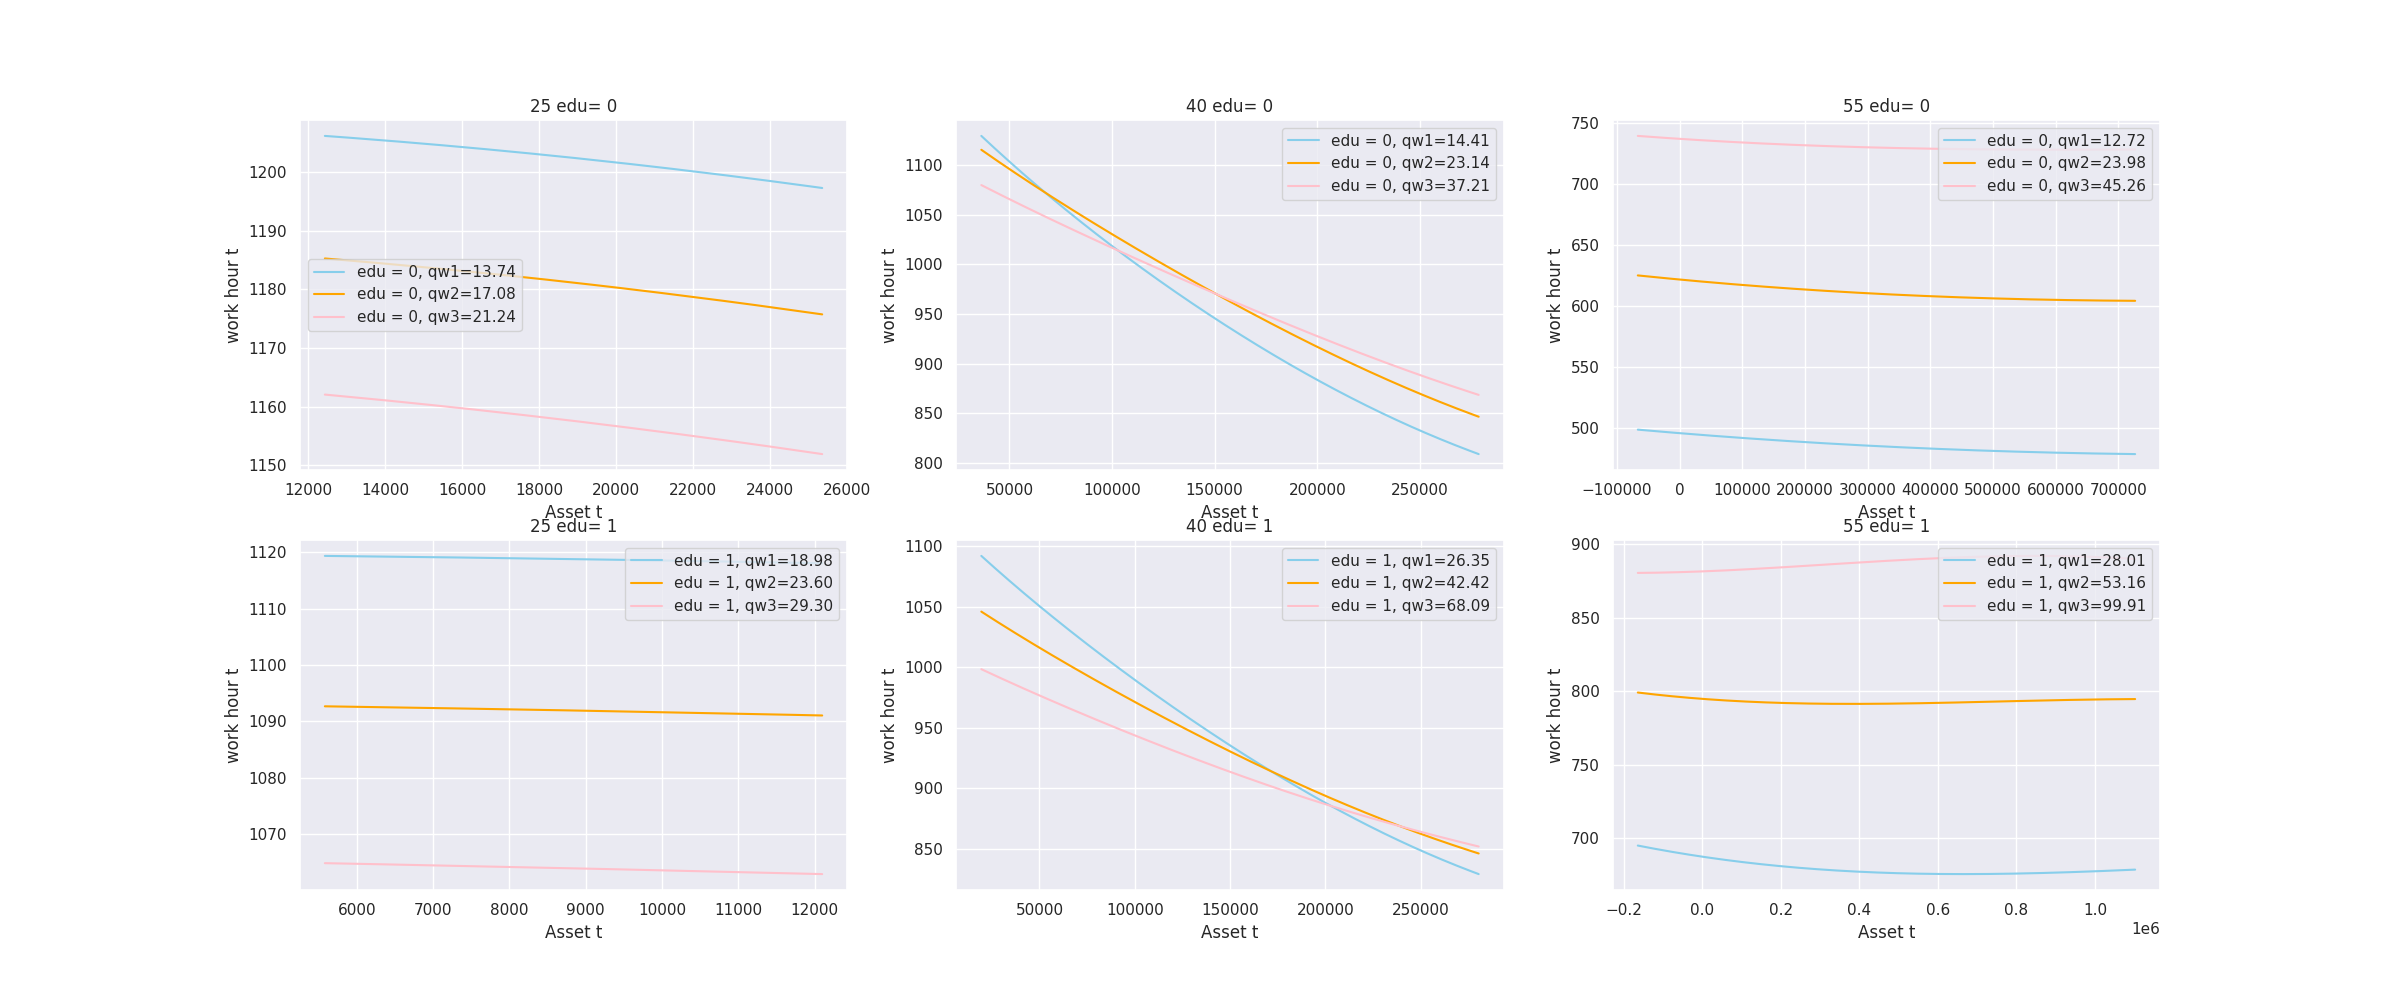 25 edu= 0
work hour t
1200
1190
1180
1170
1160
1150
edu = 0, qw1=13.74
edu = 0, qw2=17.08
edu = 0, qw3=21.24
12000 14000 16000 18000 20000 22000 24000 26000
Asset t
40 edu= 0
work hour t
1100
1050
1000
950
900
850
800
edu = 0, qw1=14.41
edu = 0, qw2=23.14
edu = 0, qw3=37.21
50000 100000 150000 200000 250000
Asset t
55 edu= 0
work hour t
750
700
650
600
550
500
edu = 0, qw1=12.72
edu = 0, qw2=23.98
edu = 0, qw3=45.26
−100000 0 100000 200000 300000 400000 500000 600000 700000
Asset t
25 edu= 1
work hour t
1120
1110
1100
1090
1080
1070
edu = 1, qw1=18.98
edu = 1, qw2=23.60
edu = 1, qw3=29.30
6000 7000 8000 9000 10000 11000 12000
Asset t
40 edu= 1
work hour t
1100
1050
1000
950
900
850
edu = 1, qw1=26.35
edu = 1, qw2=42.42
edu = 1, qw3=68.09
50000 100000 150000 200000 250000
Asset t
55 edu= 1
work hour t
900
850
800
750
700
edu = 1, qw1=28.01
edu = 1, qw2=53.16
edu = 1, qw3=99.91
−0.2 0.0 0.2 0.4 0.6 0.8 1.0
1e6
Asset t